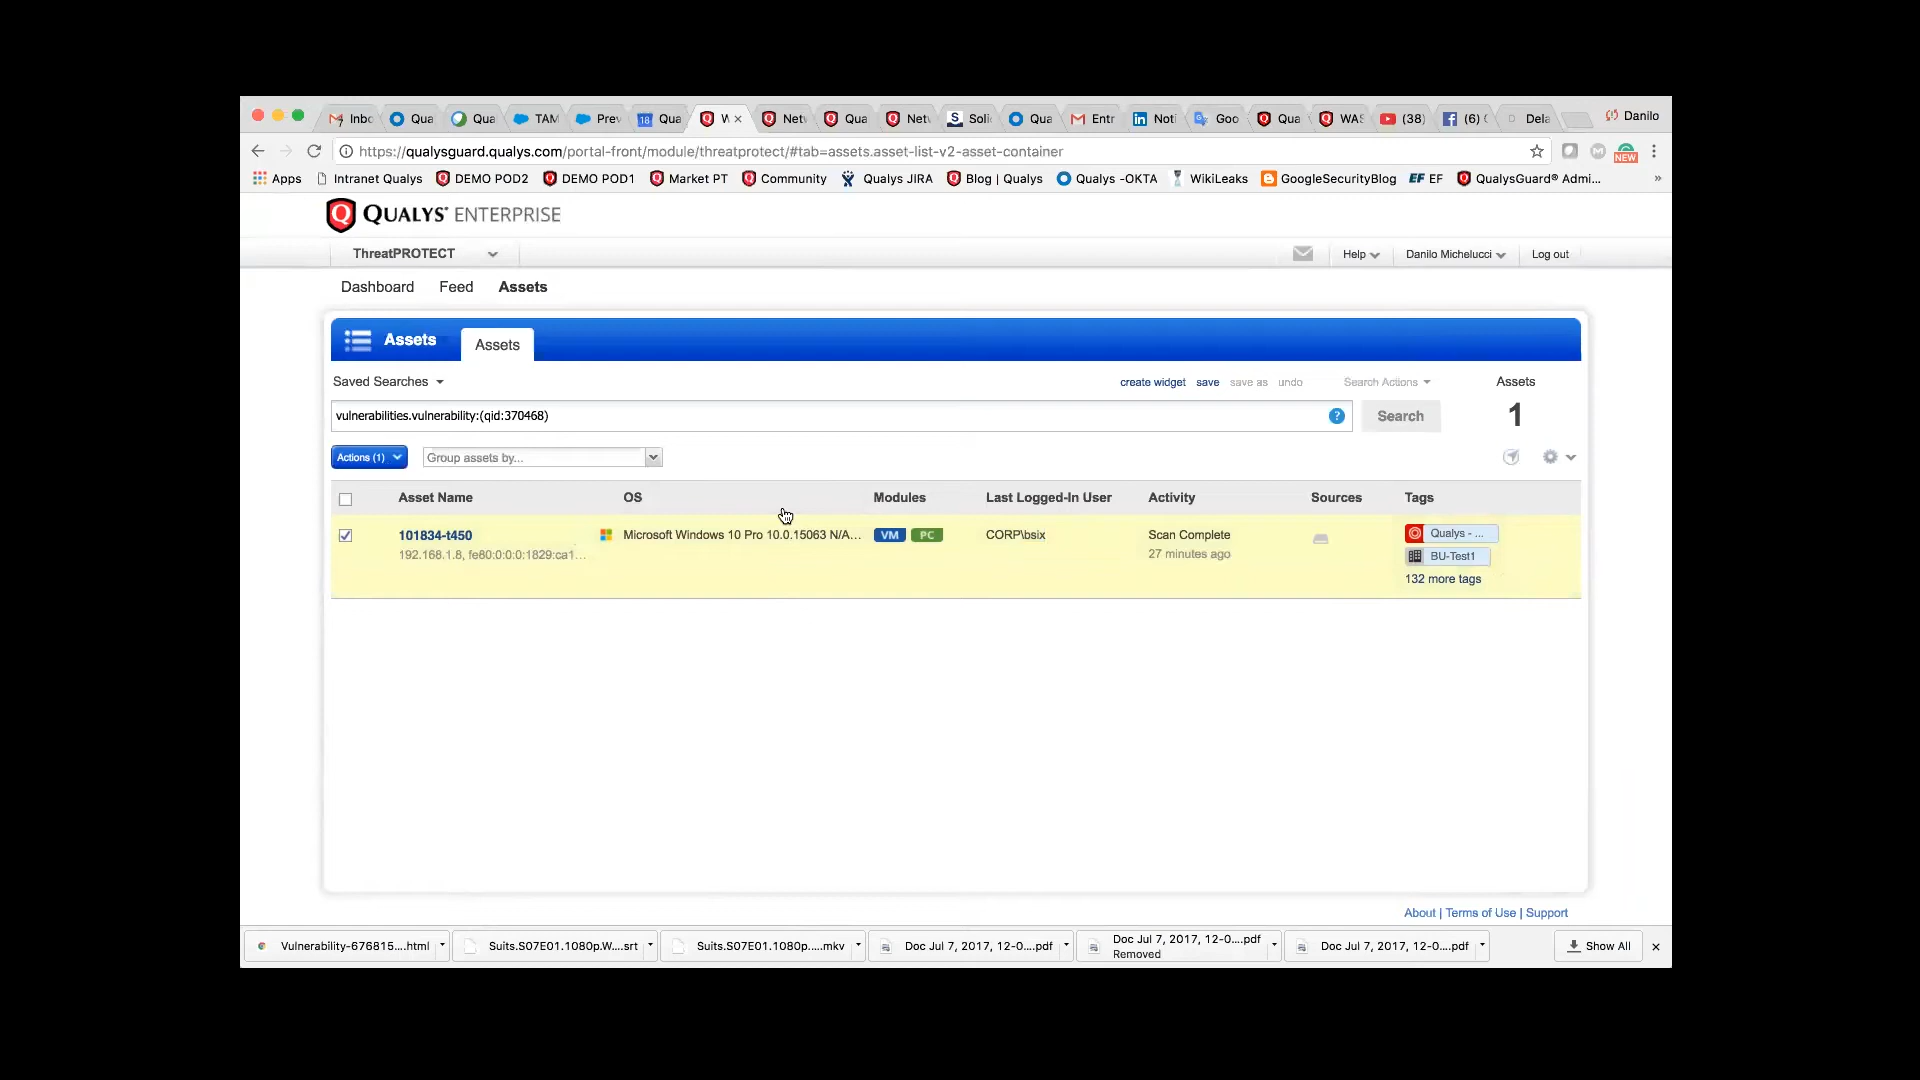 Inbo Qua Qua TAM Prev Qua W Net Qua Net Soli Qua Entr Noti Goo Qua WAS (38) (6) Dela Danilo
https://qualysguard.qualys.com/portal-front/module/threatprotect/#tab=assets.asset-list-v2-asset-container
NEW
Apps Intranet Qualys DEMO POD2 DEMO POD1 Market PT Community Qualys JIRA Blog | Qualys Qualys -OKTA WikiLeaks GoogleSecurityBlog EF EF QualysGuard® Admi... »
QUALYS® ENTERPRISE
ThreatPROTECT Help Danilo Michelucci Log out
Dashboard Feed Assets
Assets Assets
Saved Searches create widget save save as undo Search Actions Assets
vulnerabilities.vulnerability:(qid:370468) ? Search 1
Actions (1) Group assets by...
Asset Name OS Modules Last Logged-In User Activity Sources Tags
101834-t450 Microsoft Windows 10 Pro 10.0.15063 N/A... VM PC CORP\bsix Scan Complete Qualys - ...
192.168.1.8, fe80:0:0:0:1829:ca1... 27 minutes ago BU-Test1
132 more tags
About | Terms of Use | Support
Vulnerability-676815....html Suits.S07E01.1080p.W....srt Suits.S07E01.1080p.....mkv Doc Jul 7, 2017, 12-0....pdf Doc Jul 7, 2017, 12-0....pdf Doc Jul 7, 2017, 12-0....pdf Show All
Removed